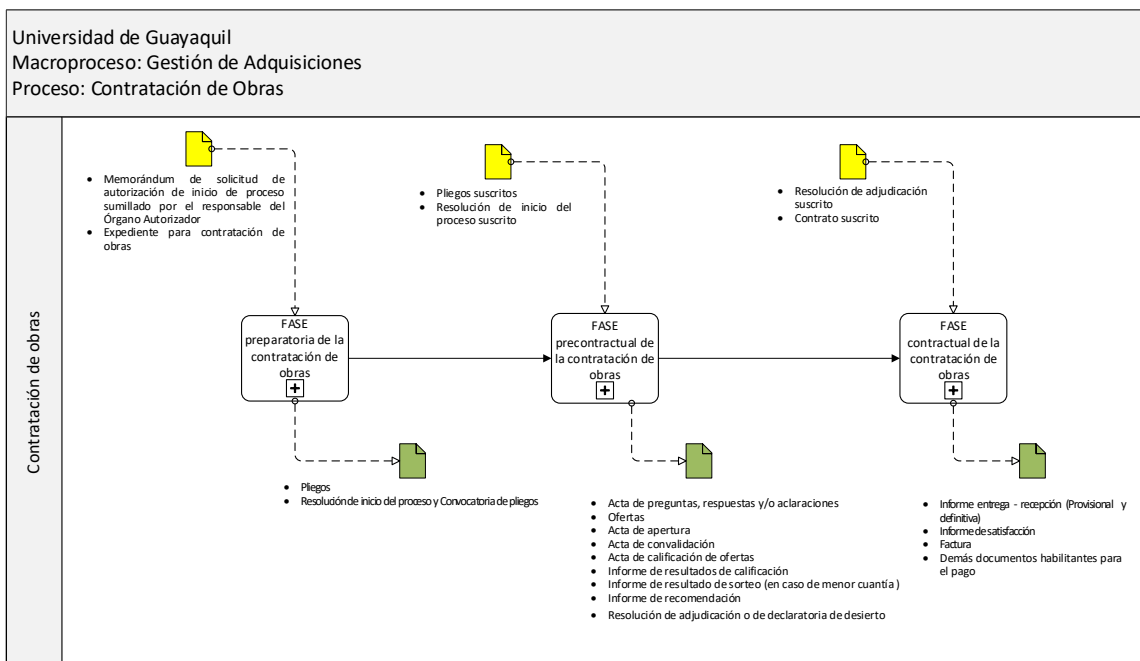 Universidad de Guayaquil
Macroproceso: Gestión de Adquisiciones
Proceso: Contratación de Obras
Contratación de obras
• Memorándum de solicitud de
autorización de inicio de proceso
sumillado por el responsable del
Órgano Autorizador
• Expediente para contratación de
obras
• Pliegos suscritos
• Resolución de inicio del
proceso suscrito
• Resolución de adjudicación
suscrito
• Contrato suscrito
FASE
preparatoria de la
contratación de
obras
FASE
precontractual de
la contratación de
obras
FASE
contractual de la
contratación de
obras
• Pliegos
• Resolución de inicio del proceso y Convocatoria de pliegos
• Acta de preguntas, respuestas y/o aclaraciones
• Ofertas
• Acta de apertura
• Acta de convalidación
• Acta de calificación de ofertas
• Informe de resultados de calificación
• Informe de resultado de sorteo (en caso de menor cuantía )
• Informe de recomendación
• Resolución de adjudicación o de declaratoria de desierto
• Informe entrega - recepción (Provisional y
definitiva)
• Informe de satisfacción
• Factura
• Demás documentos habilitantes para
el pago